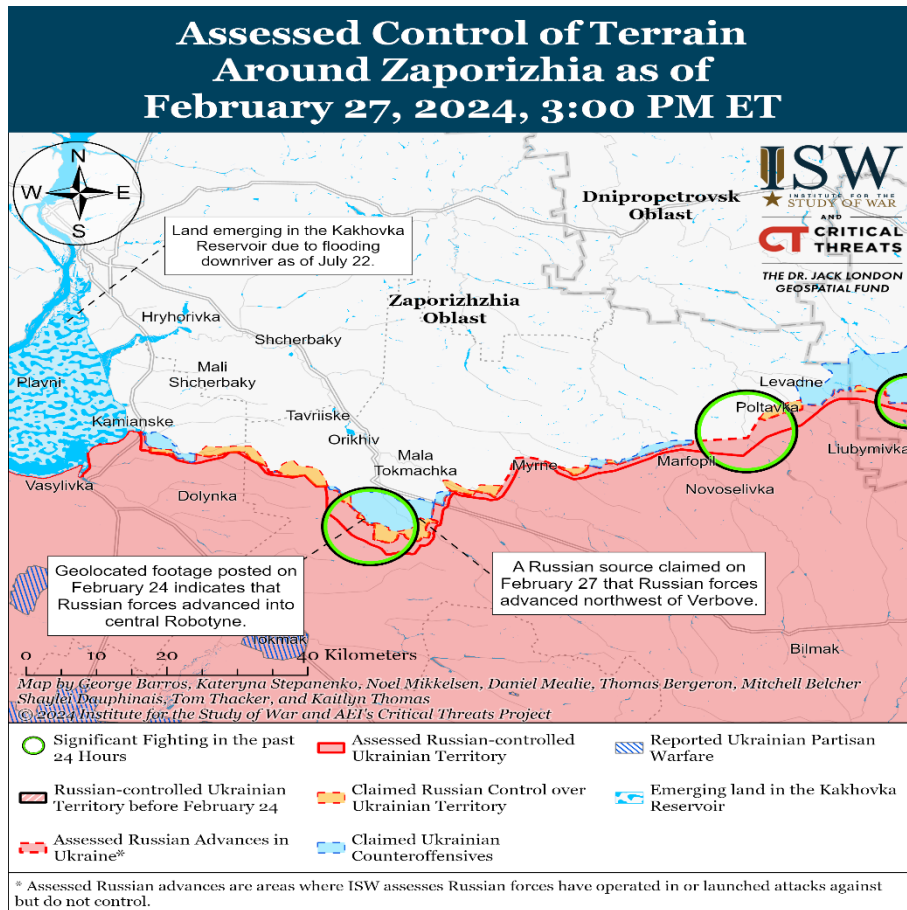 Assessed Control of Terrain
Around Zaporizhia as of
February 27, 2024, 3:00 PM ET
N
W
E
S
ISW
INSTITUTE FOR THE
STUDY OF WAR
AND
CT CRITICAL
THREATS
THE DR. JACK LONDON
GEOSPATIAL FUND
Dnipropetrovsk
Oblast
Land emerging in the Kakhovka
Reservoir due to flooding
downriver as of July 22.
Zaporizhzhia
Oblast
Hryhorivka
Shcherbaky
Mali
Shcherbaky
Plavni
Levadne
Tavriiske
Poltavka
Kamianske
Orikhiv
Mala
Tokmachka
Myrne
Marfopil
Liubymivka
Vasylivka
Dolynka
Novoselivka
Geolocated footage posted on
February 24 indicates that
Russian forces advanced into
central Robotyne.
A Russian source claimed on
February 27 that Russian forces
advanced northwest of Verbove.
Tokmak
Bilmak
0 10 20 40 Kilometers
Map by George Barros, Kateryna Stepanenko, Noel Mikkelsen, Daniel Mealie, Thomas Bergeron, Mitchell Belcher
Shaylei Dauphinais, Tom Thacker, and Kaitlyn Thomas
© 2024 Institute for the Study of War and AEI's Critical Threats Project
Significant Fighting in the past
24 Hours
Assessed Russian-controlled
Ukrainian Territory
Reported Ukrainian Partisan
Warfare
Russian-controlled Ukrainian
Territory before February 24
Claimed Russian Control over
Ukrainian Territory
Emerging land in the Kakhovka
Reservoir
Assessed Russian Advances in
Ukraine*
Claimed Ukrainian
Counteroffensives
* Assessed Russian advances are areas where ISW assesses Russian forces have operated in or launched attacks against
but do not control.